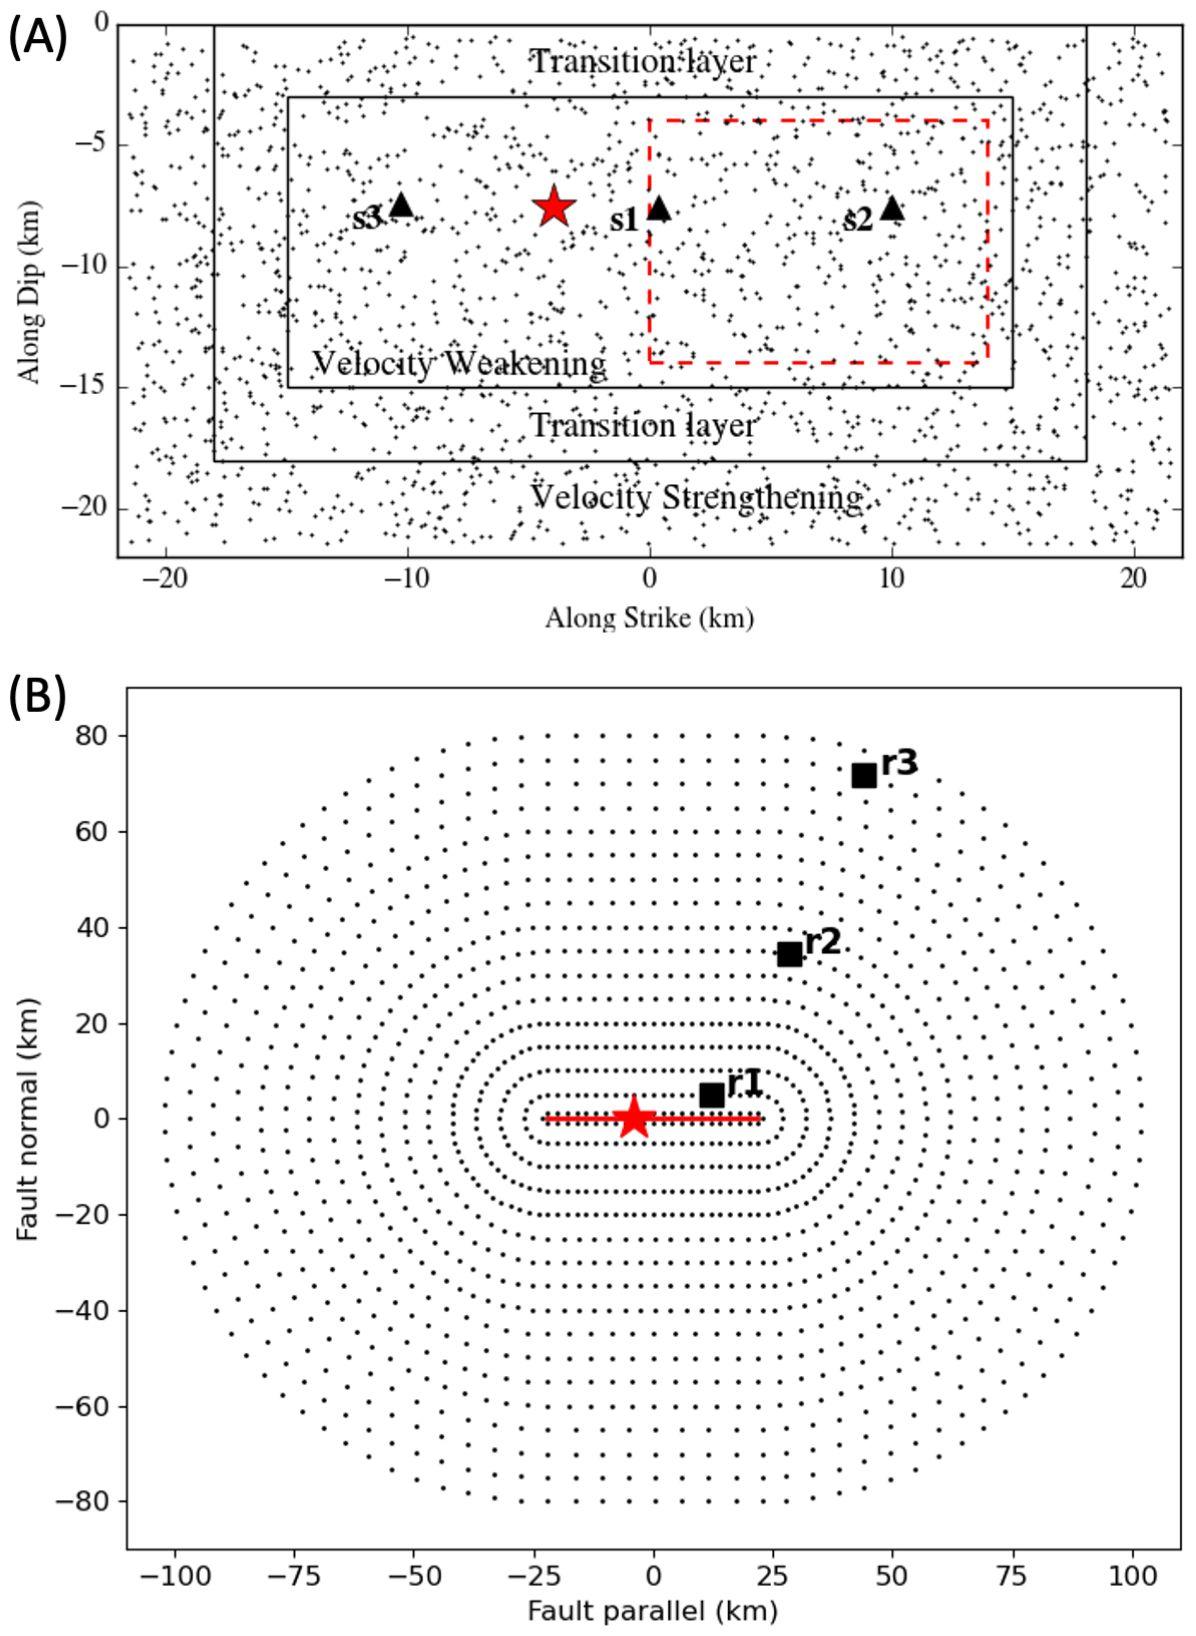 (A)
0
−5
−10
−15
−20
Along Dip (km)
Transition layer
s3
s1
s2
Velocity Weakening
Transition layer
Velocity Strengthening
−20
−10
0
10
20
Along Strike (km)
(B)
80
60
40
20
0
−20
−40
−60
−80
Fault normal (km)
r3
r2
r1
−100
−75
−50
−25
0
25
50
75
100
Fault parallel (km)